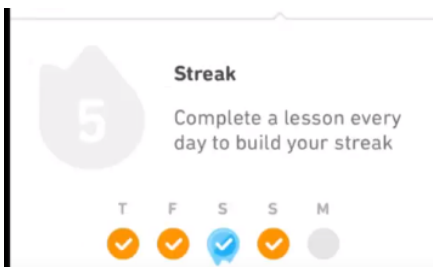 5
Streak
Complete a lesson every
day to build your streak
T F S S M